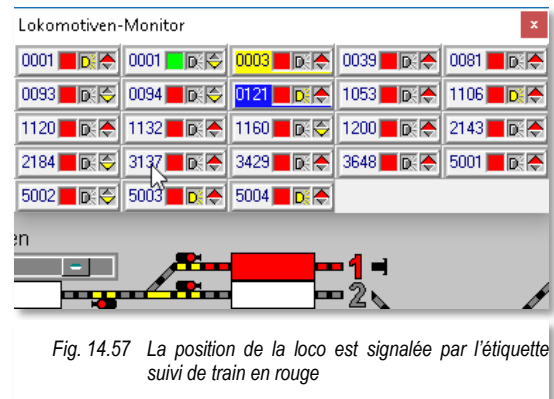 Lokomotiven-Monitor x
0001 D 0001 D 0003 D 0039 D 0081 D
0093 D 0094 D 0121 D 1053 D 1106 D
1120 D 1132 D 1160 D 1200 D 2143 D
2184 D 3137 D 3429 D 3648 D 5001 D
5002 D 5003 D 5004 D
en
1
2
Fig. 14.57 La position de la loco est signalée par l'étiquette
suivi de train en rouge